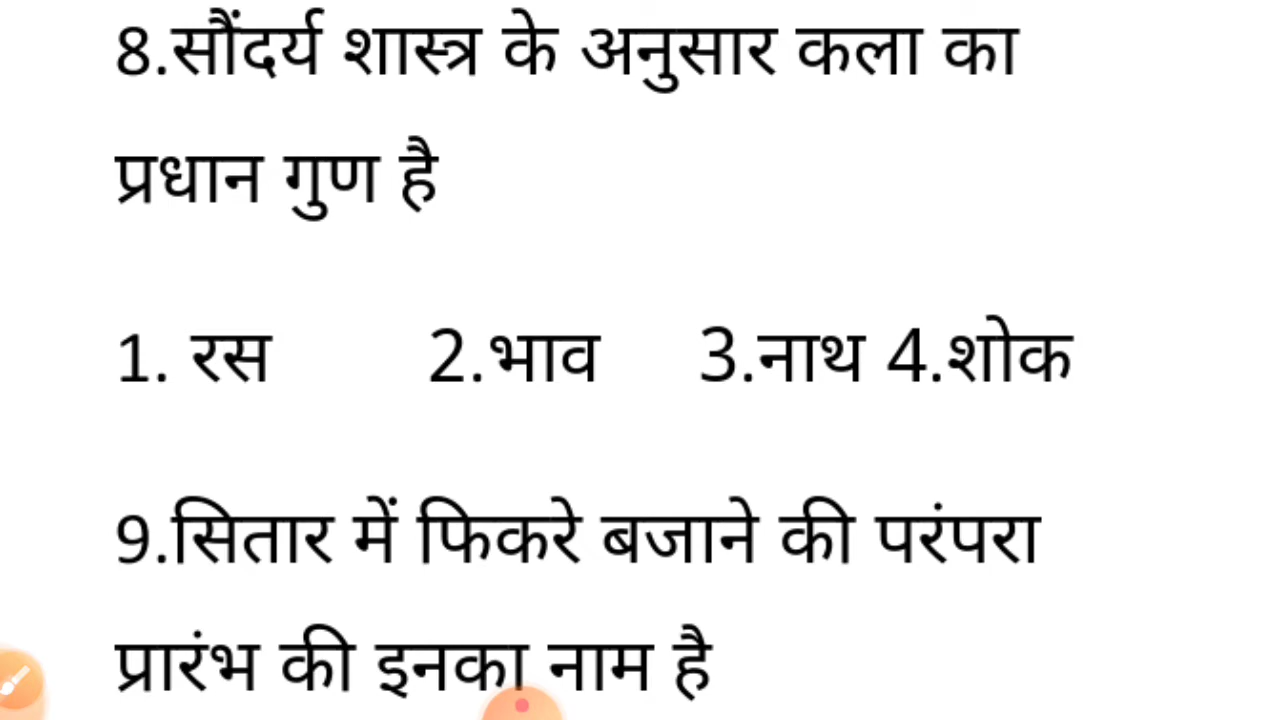 8.सौंदर्य शास्त्र के अनुसार कला का
प्रधान गुण है
1. रस 2.भाव 3.नाथ 4.शोक
9.सितार में फिकरे बजाने की परंपरा
प्रारंभ की इनका नाम है